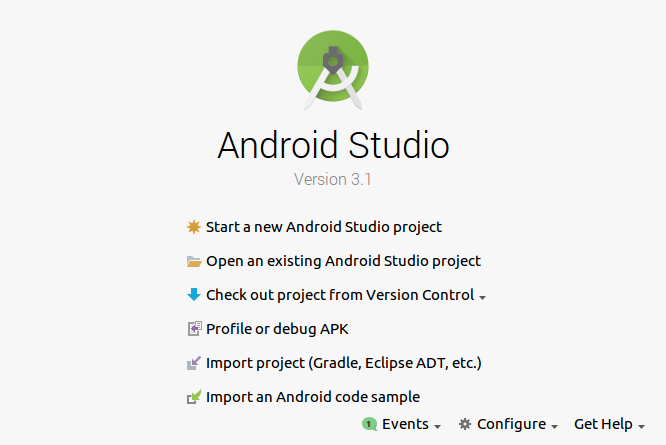 Android Studio
Version 3.1
Start a new Android Studio project
Open an existing Android Studio project
Check out project from Version Control
Profile or debug APK
Import project (Gradle, Eclipse ADT, etc.)
Import an Android code sample
1 Events Configure Get Help